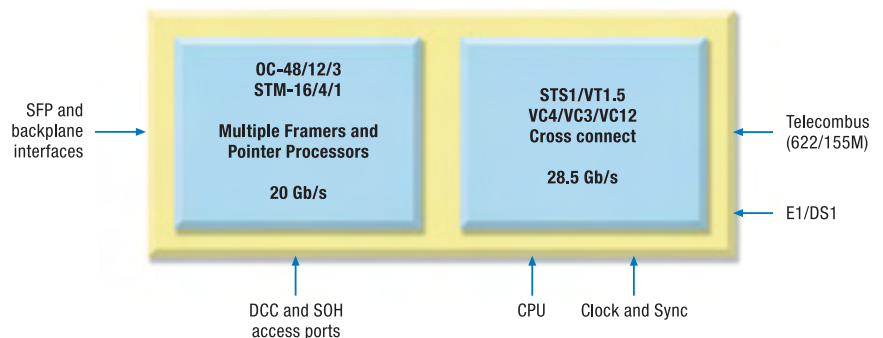 OC-48/12/3
STM-16/4/1
Multiple Framers and
Pointer Processors
20 Gb/s
STS1/VT1.5
VC4/VC3/VC12
Cross connect
28.5 Gb/s
SFP and
backplane
interfaces
Telecombus
(622/155M)
E1/DS1
DCC and SOH
access ports
CPU
Clock and Sync